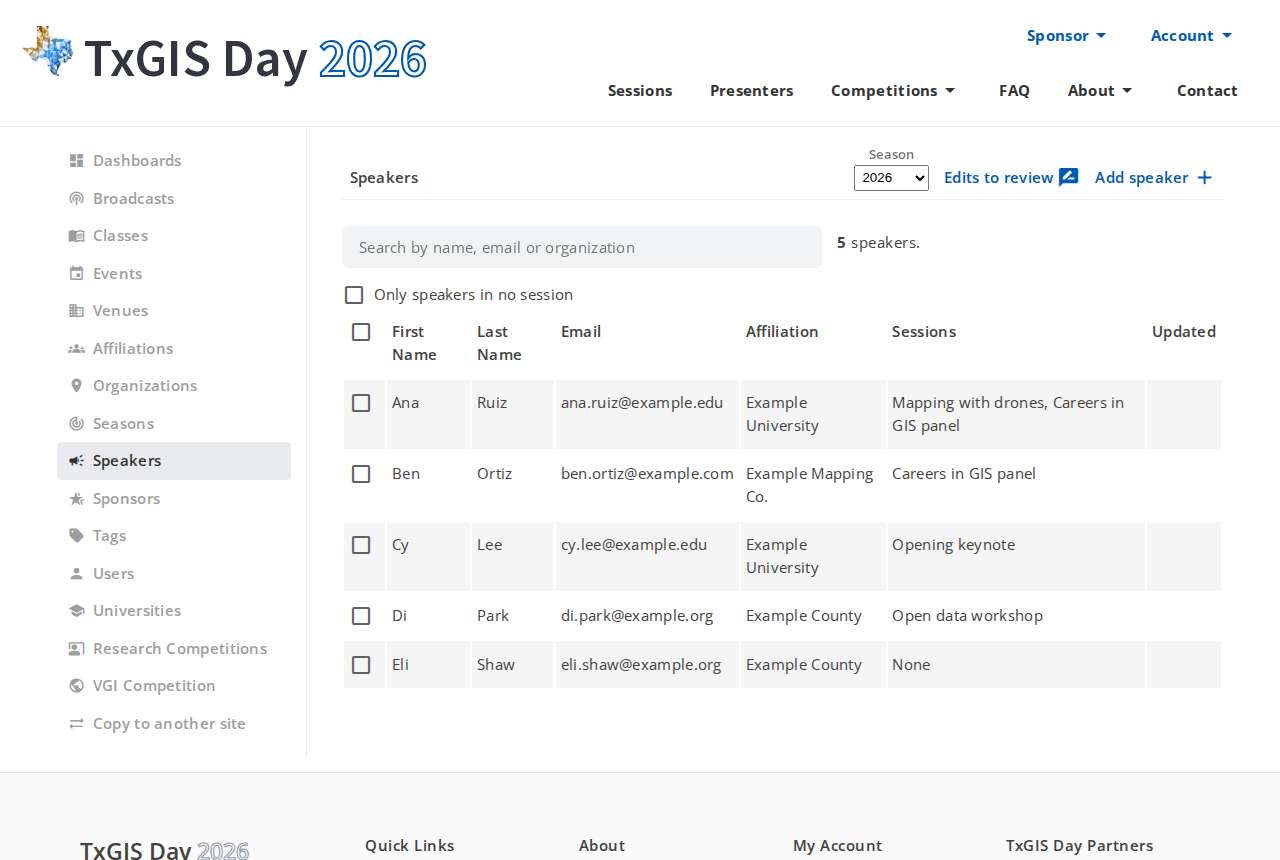 TxGIS Day 2026
Sponsor
Account
Sessions
Presenters
Competitions
FAQ
About
Contact
Dashboards
Broadcasts
Classes
Events
Venues
Affiliations
Organizations
Seasons
Speakers
Sponsors
Tags
Users
Universities
Research Competitions
VGI Competition
Copy to another site
Speakers
Season
2026
Edits to review
Add speaker
Search by name, email or organization
5 speakers.
Only speakers in no session
First Name Last Name Email Affiliation Sessions Updated
Ana Ruiz ana.ruiz@example.edu Example University Mapping with drones, Careers in GIS panel
Ben Ortiz ben.ortiz@example.com Example Mapping Co. Careers in GIS panel
Cy Lee cy.lee@example.edu Example University Opening keynote
Di Park di.park@example.org Example County Open data workshop
Eli Shaw eli.shaw@example.org Example County None
TxGIS Day 2026
Quick Links
About
My Account
TxGIS Day Partners